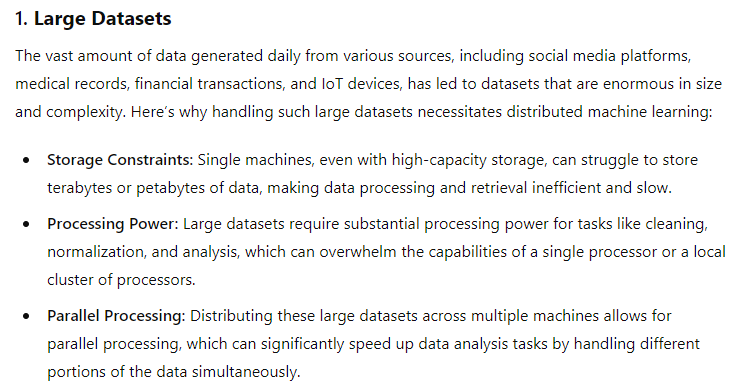 1. Large Datasets
The vast amount of data generated daily from various sources, including social media platforms,
medical records, financial transactions, and IoT devices, has led to datasets that are enormous in size
and complexity. Here's why handling such large datasets necessitates distributed machine learning:
• Storage Constraints: Single machines, even with high-capacity storage, can struggle to store
terabytes or petabytes of data, making data processing and retrieval inefficient and slow.
• Processing Power: Large datasets require substantial processing power for tasks like cleaning,
normalization, and analysis, which can overwhelm the capabilities of a single processor or a local
cluster of processors.
• Parallel Processing: Distributing these large datasets across multiple machines allows for
parallel processing, which can significantly speed up data analysis tasks by handling different
portions of the data simultaneously.